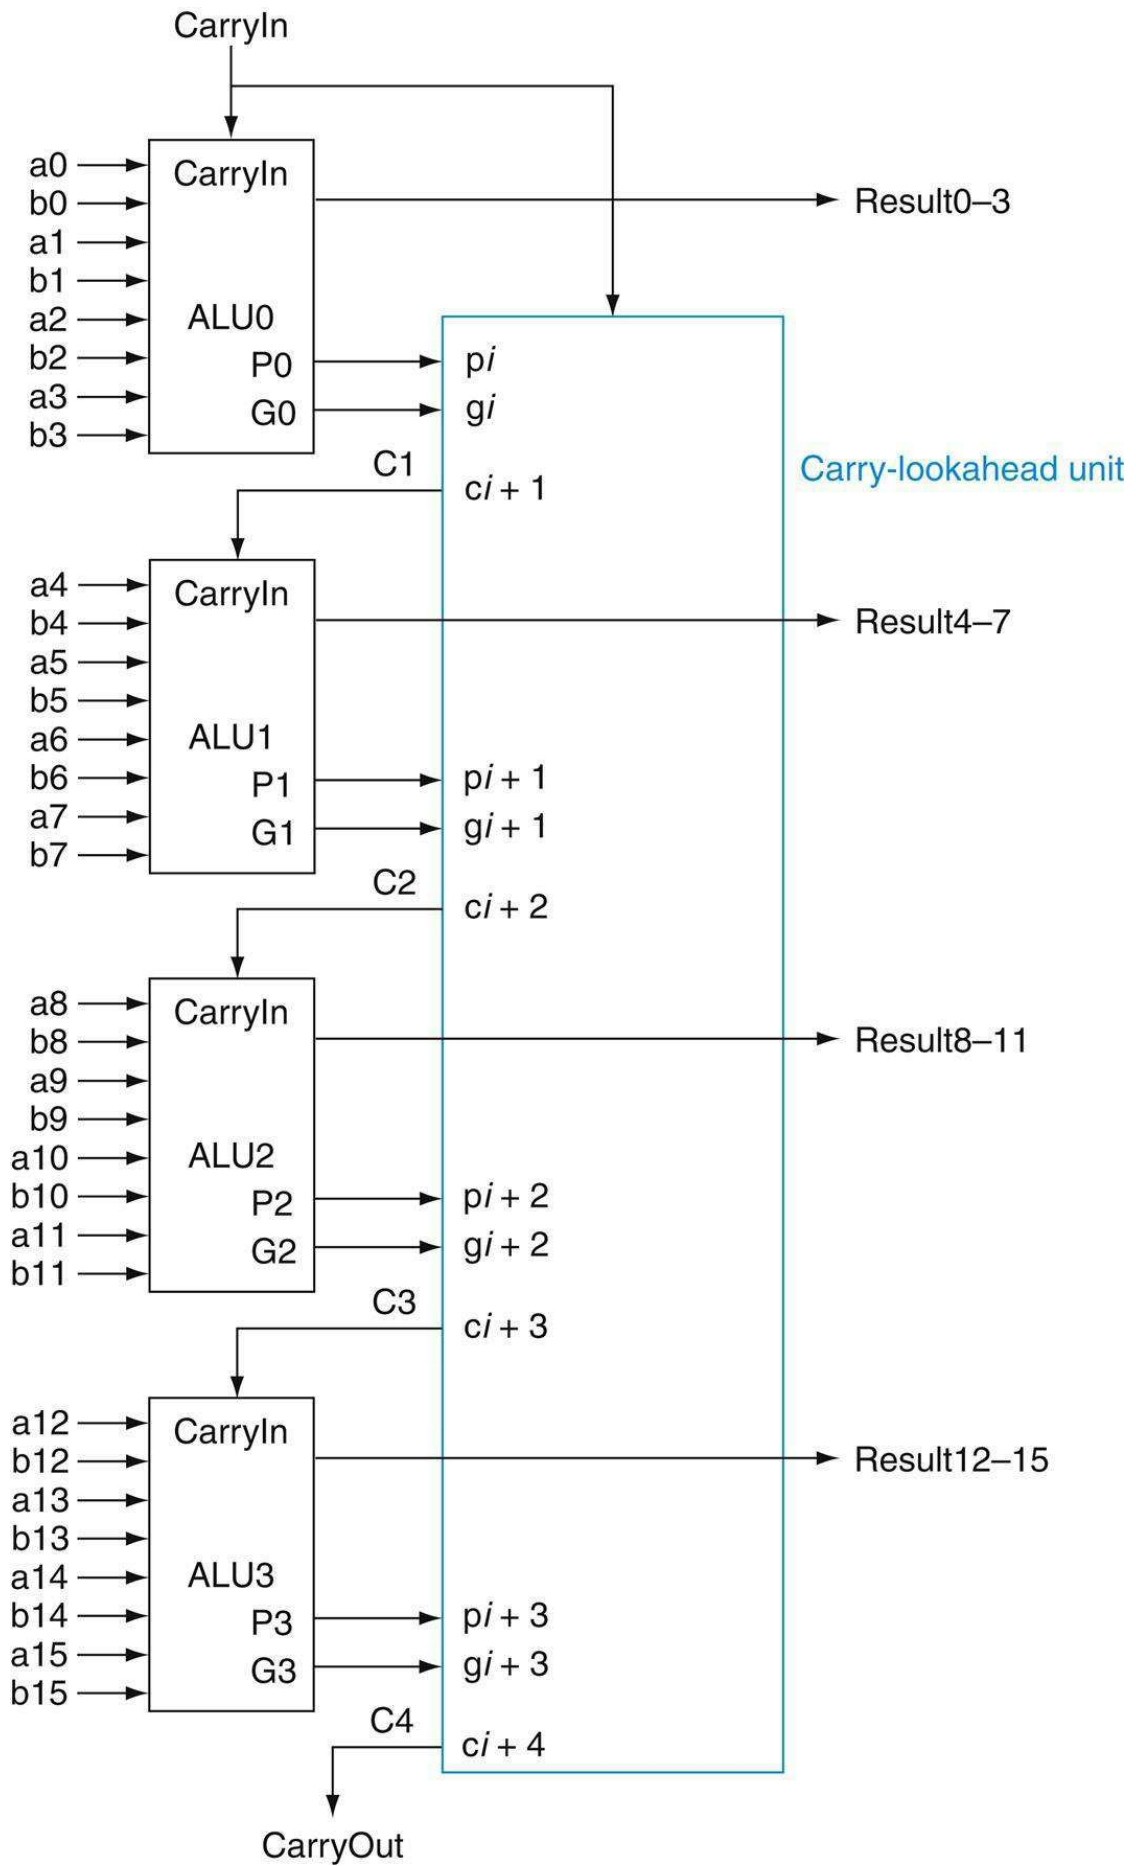 CarryIn
a0
b0
a1
b1
a2
b2
a3
b3
CarryIn
ALU0
P0
G0
Result0–3
pi
gi
C1
ci + 1
Carry-lookahead unit
a4
b4
a5
b5
a6
b6
a7
b7
CarryIn
ALU1
P1
G1
Result4–7
pi + 1
gi + 1
C2
ci + 2
a8
b8
a9
b9
a10
b10
a11
b11
CarryIn
ALU2
P2
G2
Result8–11
pi + 2
gi + 2
C3
ci + 3
a12
b12
a13
b13
a14
b14
a15
b15
CarryIn
ALU3
P3
G3
Result12–15
pi + 3
gi + 3
C4
ci + 4
CarryOut